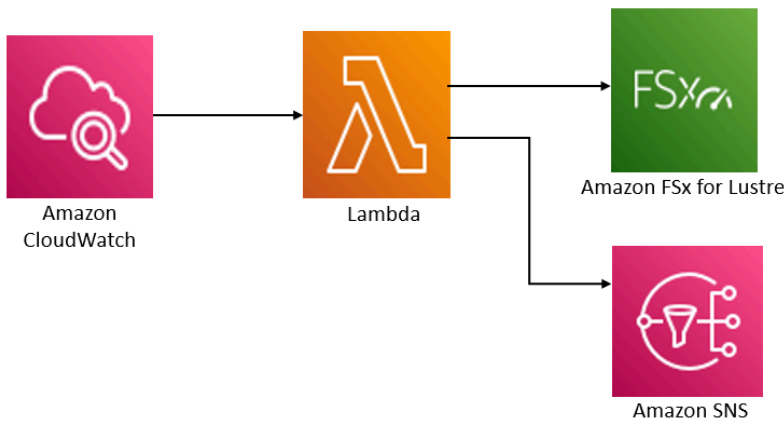 FSx
Amazon FSx for Lustre
Amazon
CloudWatch
Lambda
Amazon SNS